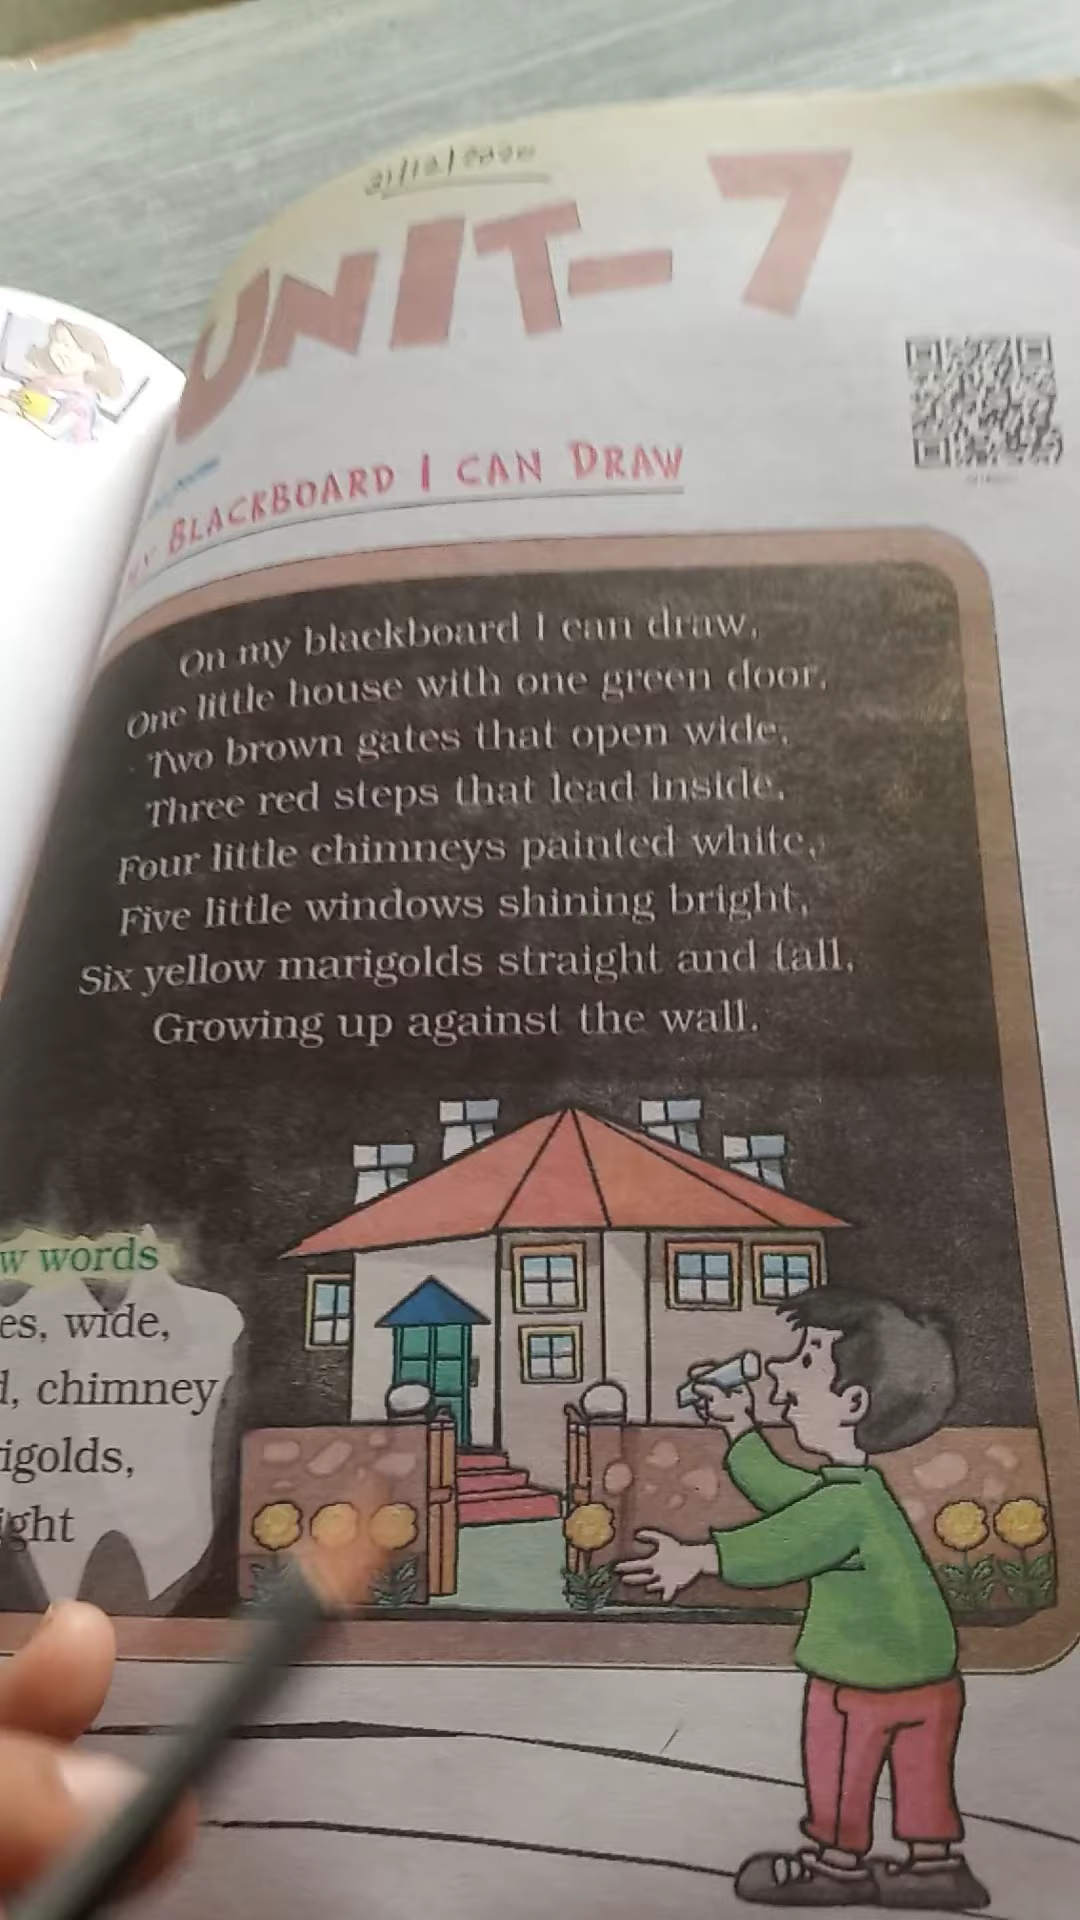 UNIT-7
BLACKBOARD I CAN DRAW
On my blackboard I can draw,
One little house with one green door,
Two brown gates that open wide,
Three red steps that lead inside,
Four little chimneys painted white,
Five little windows shining bright,
Six yellow marigolds straight and tall,
Growing up against the wall.
w words
es, wide,
d, chimney,
igolds,
ight